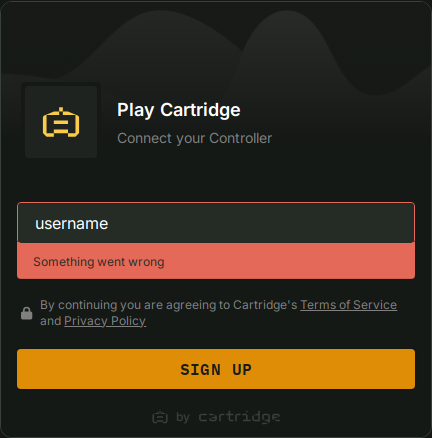 Play Cartridge
Connect your Controller
username
Something went wrong
By continuing you are agreeing to Cartridge's Terms of Service
and Privacy Policy
SIGN UP
by cartridge